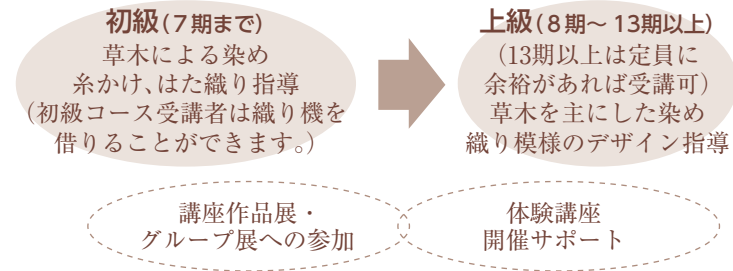 初級(7期まで)
草木による染め
糸かけ、はた織り指導
(初級コース受講者は織り機を
借りることができます。)
上級(8期〜13期以上)
(13期以上は定員に
余裕があれば受講可)
草木を主にした染め
織り模様のデザイン指導
講座作品展・
グループ展への参加
体験講座
開催サポート